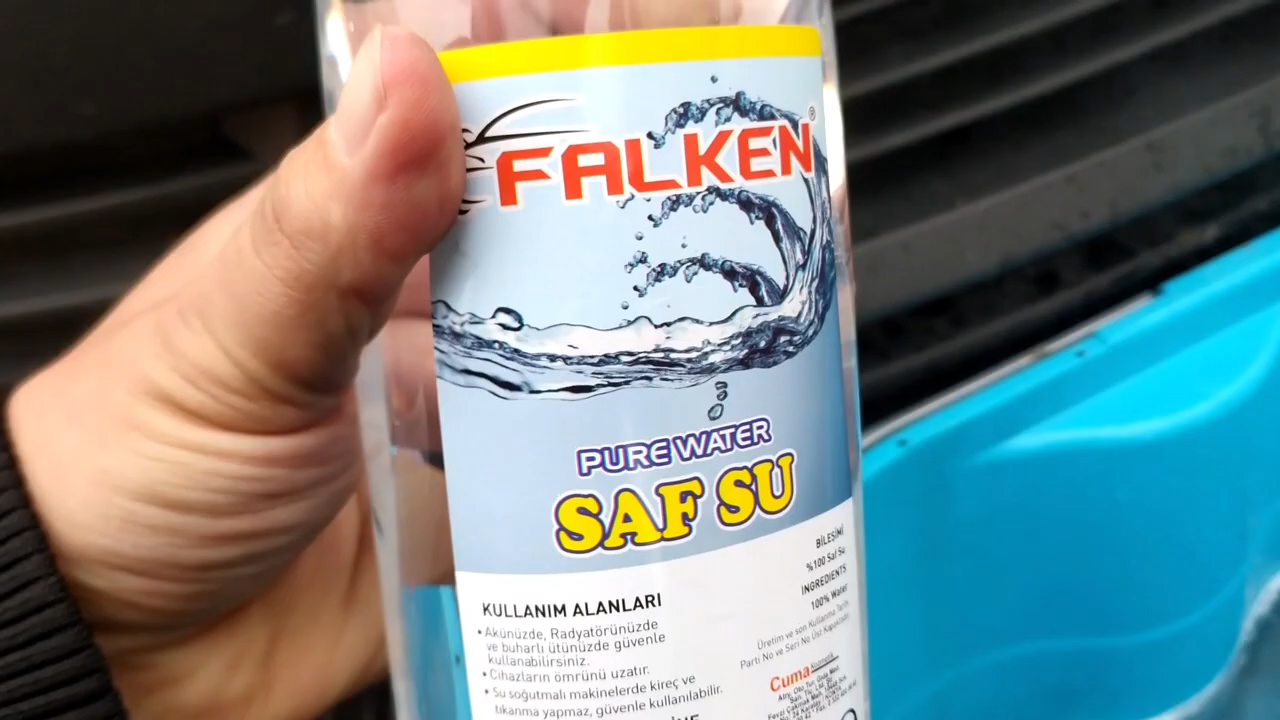 FALKEN®
PURE WATER
SAF SU
KULLANIM ALANLARI
• Akünüzde, Radyatörünüzde
ve buharlı ütünüzde güvenle
kullanabilirsiniz.
• Cihazların ömrünü uzatır.
• Su soğutmalı makinelerde kireç ve
tıkanma yapmaz, güvenle kullanılabilir.
BİLEŞİMİ
%100 Saf Su
INGREDIENTS
100% Water
Üretim ve son Kullanma Tarihi,
Parti No ve Seri No Üst Kapaktadır.
Cuma Kozmetik